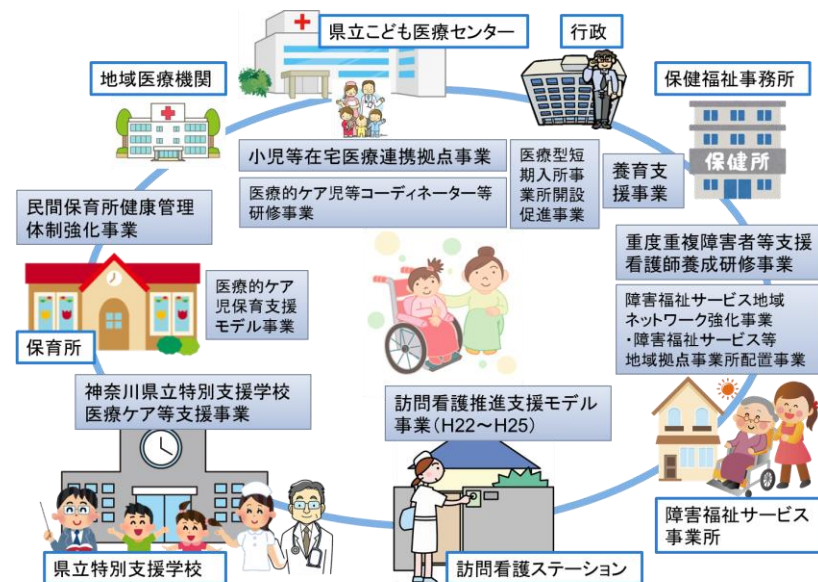 県立こども医療センター
行政
地域医療機関
保健福祉事務所
保健所
小児等在宅医療連携拠点事業
医療的ケア児等コーディネーター等
研修事業
医療型短
期入所事
業所開設
促進事業
養育支
援事業
民間保育所健康管理
体制強化事業
重度重複障害者等支援
看護師養成研修事業
医療的ケア
児保育支援
モデル事業
保育所
障害福祉サービス地域
ネットワーク強化事業
・障害福祉サービス等
地域拠点事業所配置事業
神奈川県立特別支援学校
医療ケア等支援事業
訪問看護推進支援モデル
事業(H22～H25)
障害福祉サービス
事業所
県立特別支援学校
訪問看護ステーション